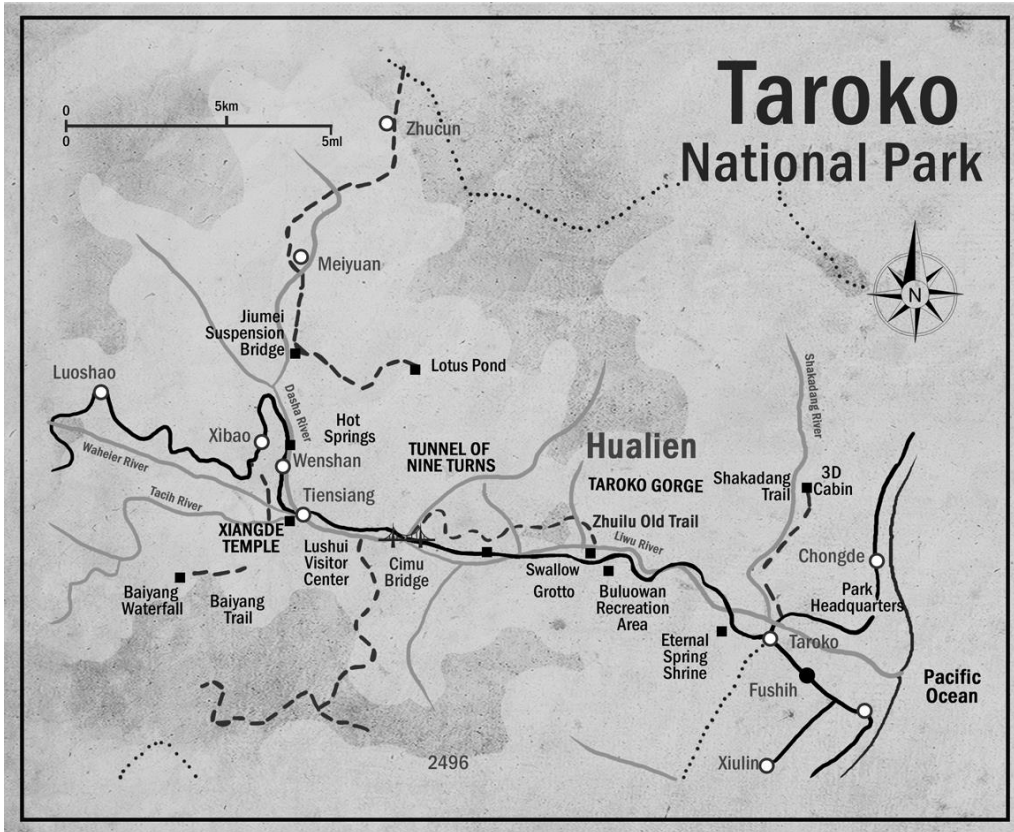 Taroko
National Park
0
5km
0
5ml
Zhucun
Meiyuan
N
Jiumei
Suspension
Bridge
Lotus Pond
Luoshao
Dasha River
Shakadang River
Hot
Springs
Xibao
Waheier River
Wenshan
TUNNEL OF
NINE TURNS
Hualien
TAROKO GORGE
Shakadang
Trail
3D
Cabin
Tacih River
Tiensiang
XIANGDE
TEMPLE
Zhuilu Old Trail
Liwu River
Lushui
Visitor
Center
Cimu
Bridge
Swallow
Grotto
Chongde
Baiyang
Waterfall
Baiyang
Trail
Buluowan
Recreation
Area
Park
Headquarters
Eternal
Spring
Shrine
Taroko
Fushih
Pacific
Ocean
Xiulin
2496